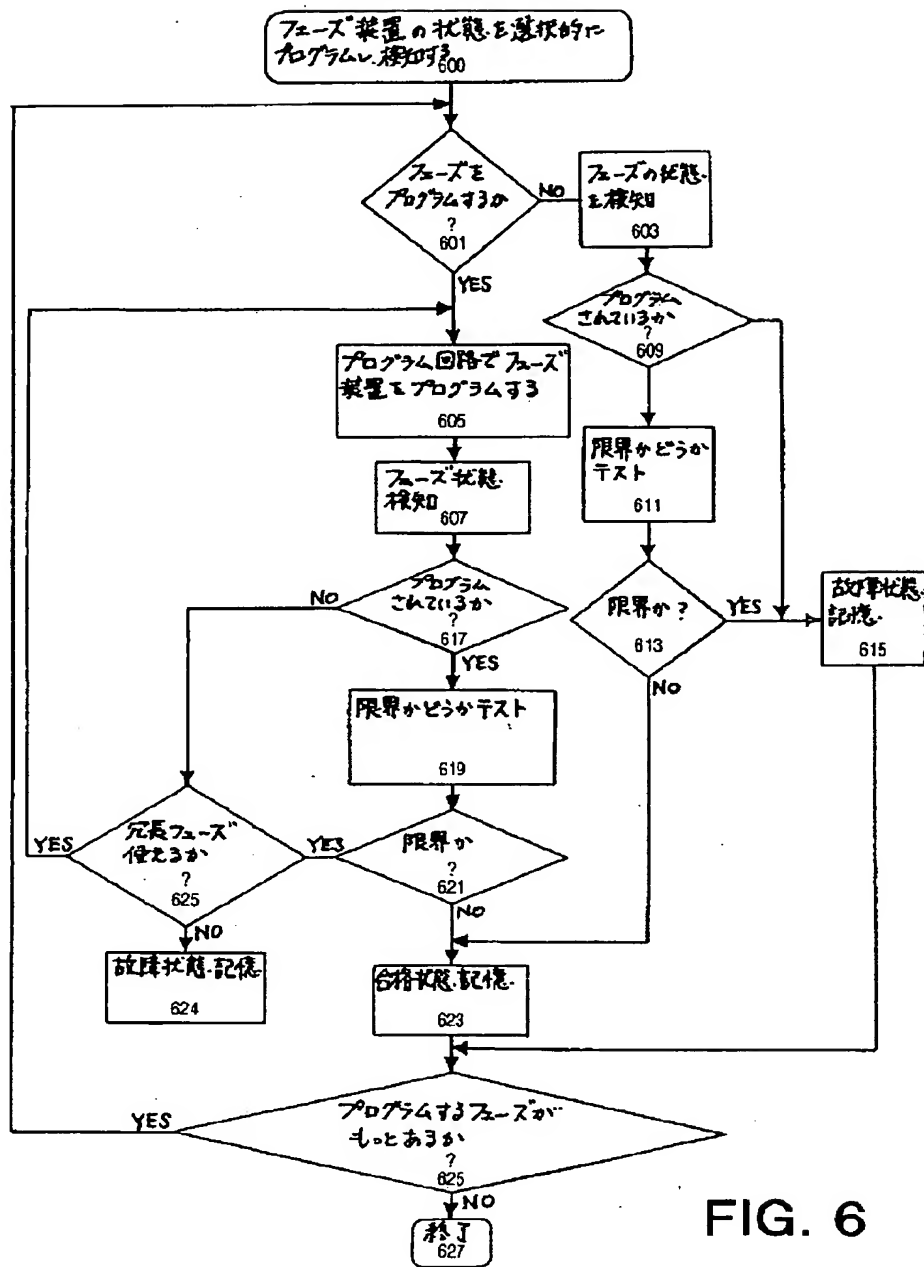 フューズ装置の状態を選択的に
プログラムし、検知する
600
フューズを
プログラムするか
?
601
NO
フューズの状態
を検知
603
YES
プログラム
されているか
?
609
プログラム回路でフューズ
装置をプログラムする
605
限界かどうか
テスト
611
フューズ状態
検知
607
プログラム
されているか
?
617
NO
YES
限界か?
613
YES
NO
故障状態記憶
615
限界かどうかテスト
619
冗長フューズ
使えるか
?
625
YES
NO
YES
限界か
?
621
NO
故障状態記憶
624
合格状態記憶
623
プログラムするフューズが
もっとあるか
?
625
YES
NO
終了
627
FIG. 6